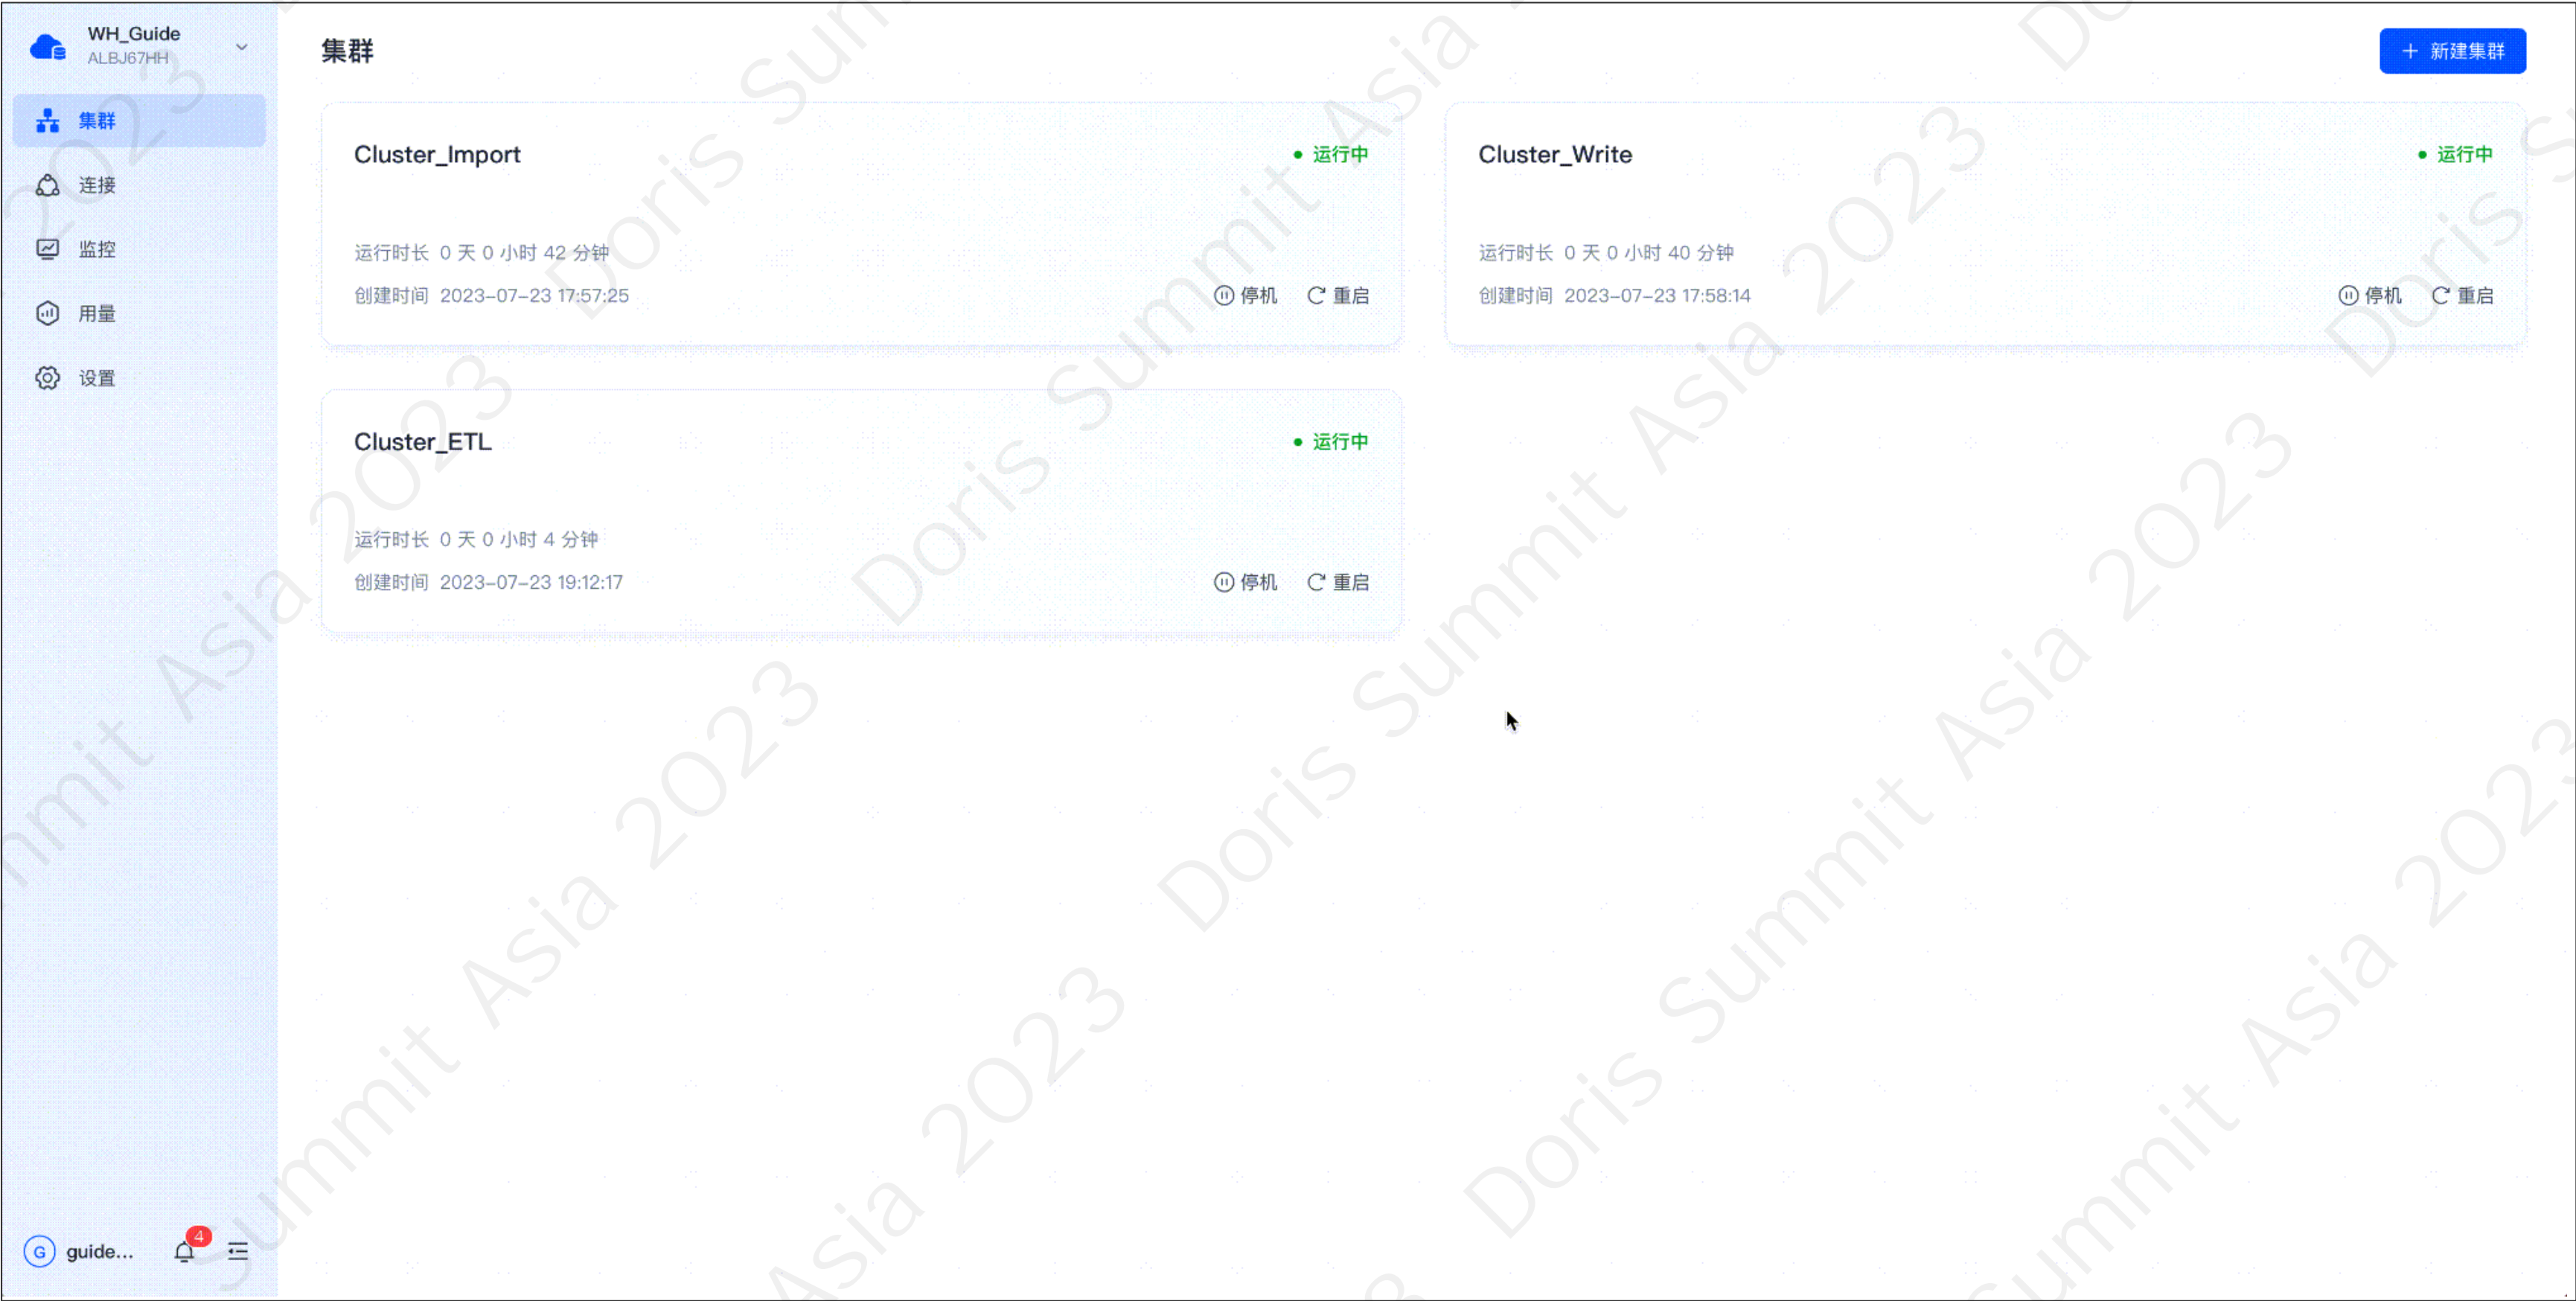 WH_Guide
ALBJ67HH
集群
连接
监控
用量
设置
G guide...
4
集群
+ 新建集群
Cluster_Import
运行中
运行时长 0 天 0 小时 42 分钟
创建时间 2023-07-23 17:57:25
停机 重启
Cluster_Write
运行中
运行时长 0 天 0 小时 40 分钟
创建时间 2023-07-23 17:58:14
停机 重启
Cluster_ETL
运行中
运行时长 0 天 0 小时 4 分钟
创建时间 2023-07-23 19:12:17
停机 重启
Doris Summit Asia 2023